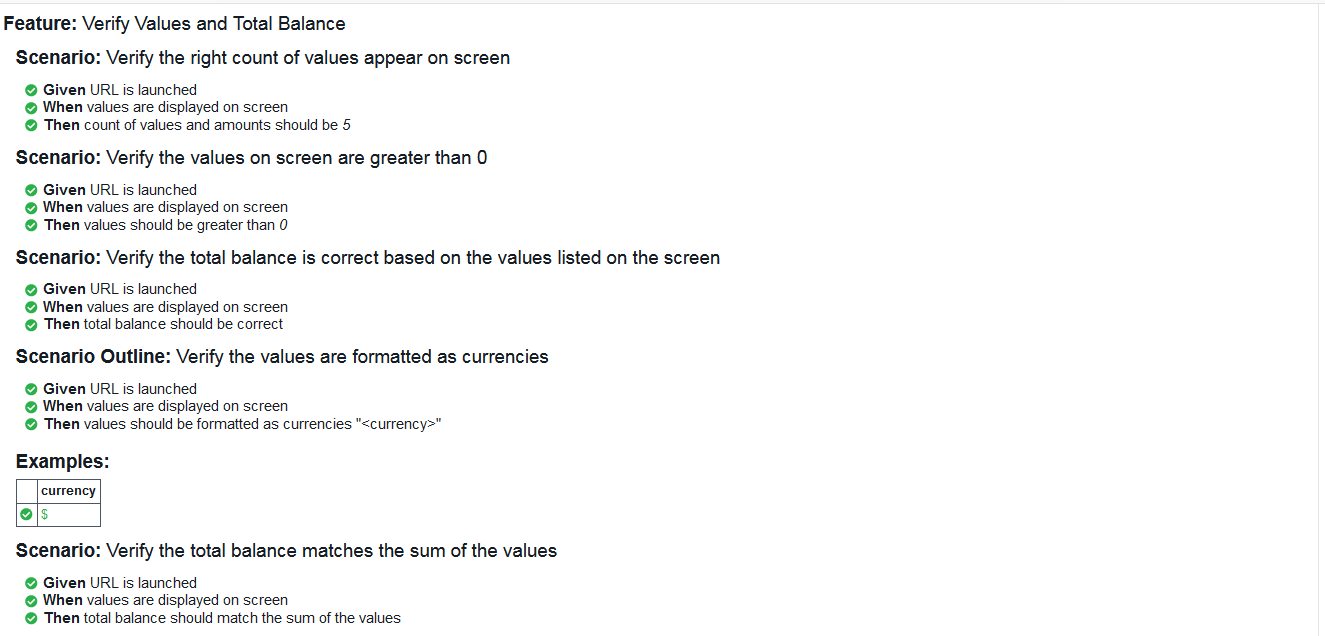 Feature: Verify Values and Total Balance
Scenario: Verify the right count of values appear on screen
Given URL is launched
When values are displayed on screen
Then count of values and amounts should be 5
Scenario: Verify the values on screen are greater than 0
Given URL is launched
When values are displayed on screen
Then values should be greater than 0
Scenario: Verify the total balance is correct based on the values listed on the screen
Given URL is launched
When values are displayed on screen
Then total balance should be correct
Scenario Outline: Verify the values are formatted as currencies
Given URL is launched
When values are displayed on screen
Then values should be formatted as currencies "<currency>"
Examples:
currency
$
Scenario: Verify the total balance matches the sum of the values
Given URL is launched
When values are displayed on screen
Then total balance should match the sum of the values